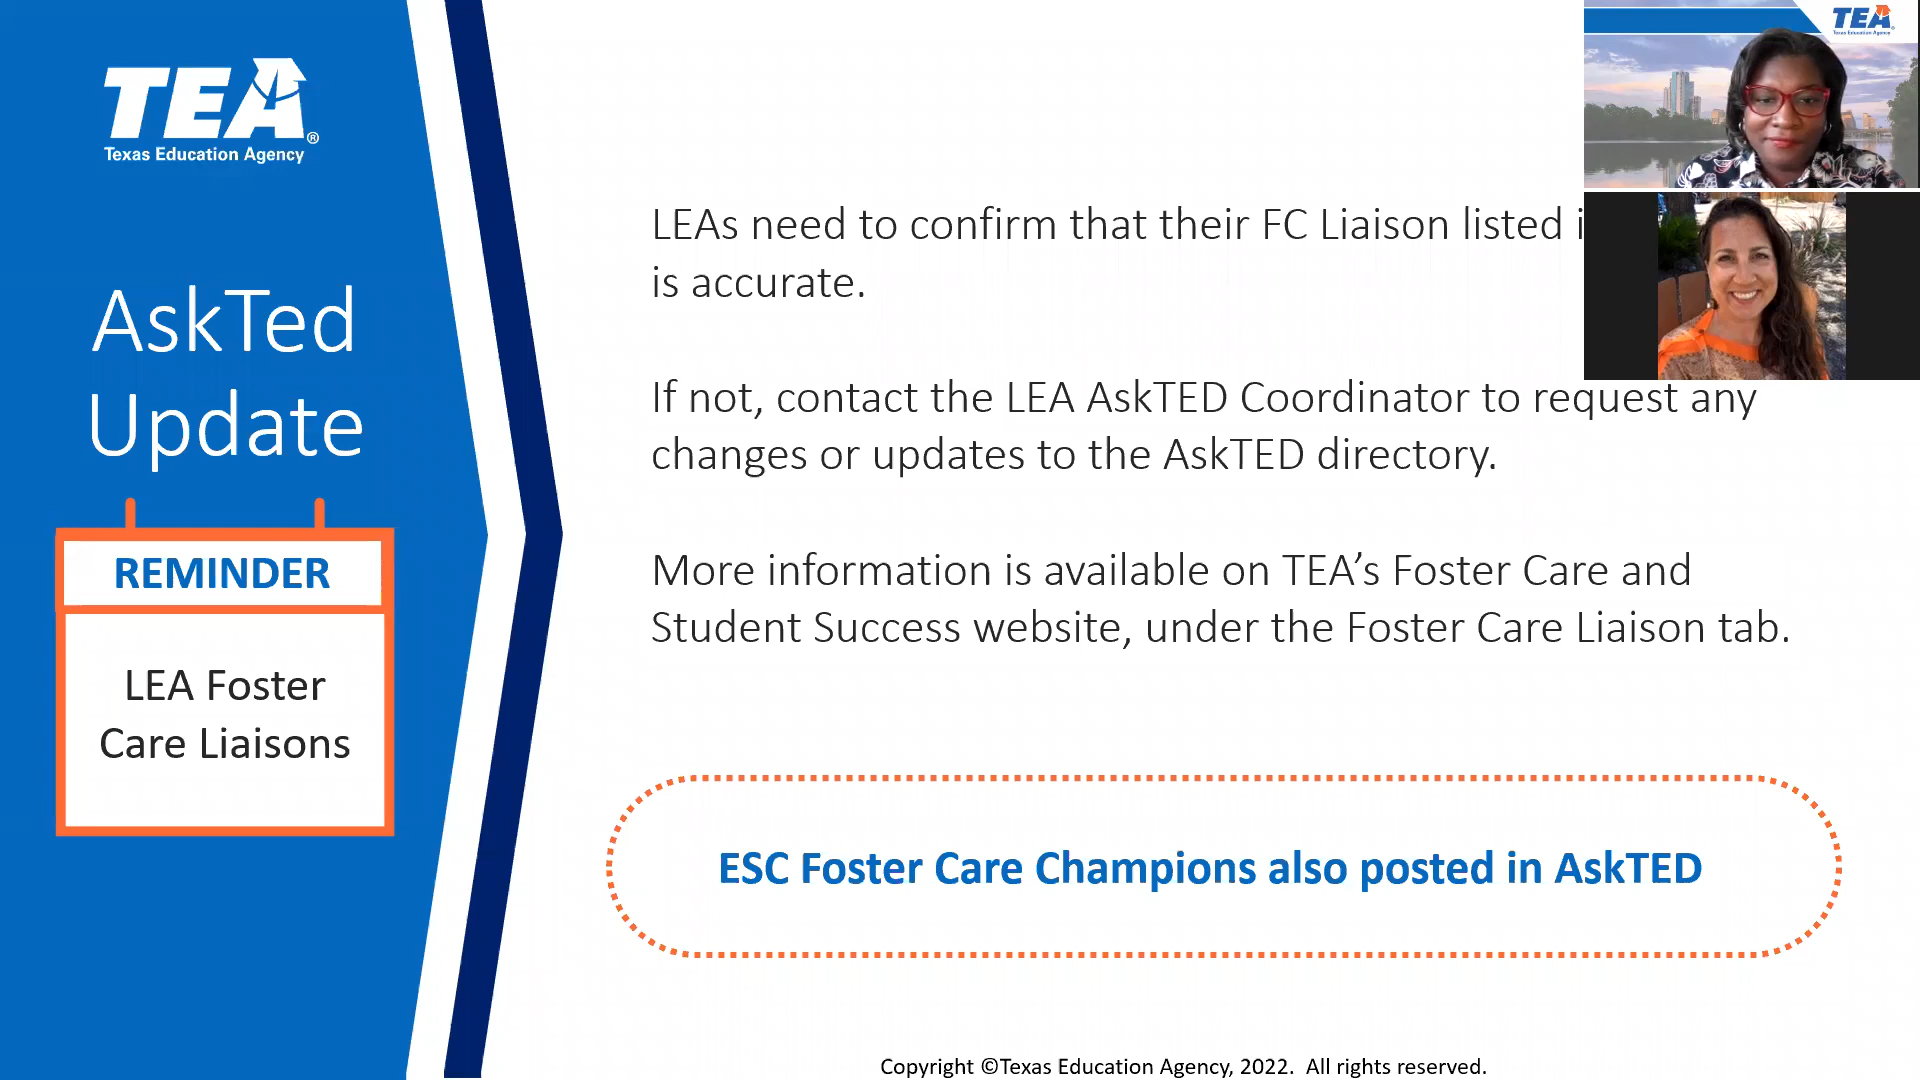 TEA®
Texas Education Agency
AskTed
Update
REMINDER
LEA Foster
Care Liaisons
LEAs need to confirm that their FC Liaison listed
is accurate.
If not, contact the LEA AskTED Coordinator to request any
changes or updates to the AskTED directory.
More information is available on TEA’s Foster Care and
Student Success website, under the Foster Care Liaison tab.
ESC Foster Care Champions also posted in AskTED
Copyright ©Texas Education Agency, 2022. All rights reserved.
TEA
Texas Education Agency